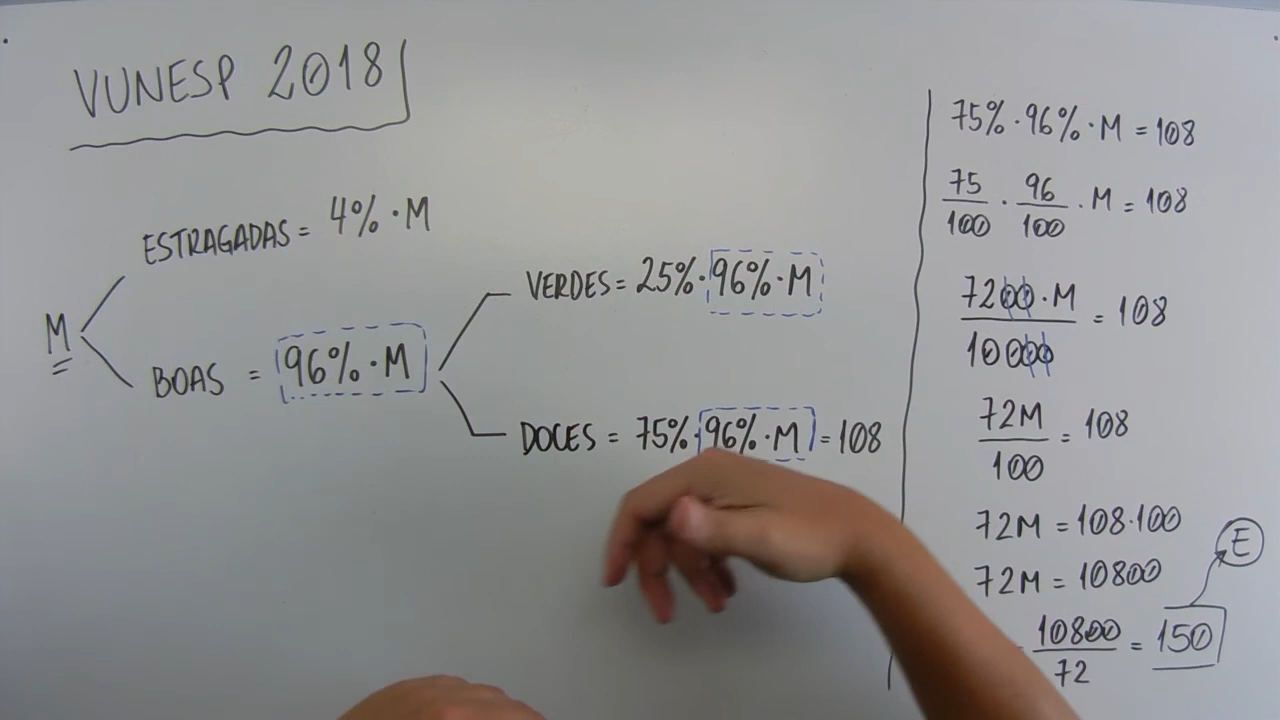 VUNESP 2018
ESTRAGADAS = 4% · M
M
BOAS = 96% · M
VERDES = 25% · 96% · M
DOCES = 75% · 96% · M = 108
75% · 96% · M = 108
75/100 · 96/100 · M = 108
7200 · M / 10000 = 108
72M / 100 = 108
72M = 108·100
72M = 10800
10800 / 72 = 150
E